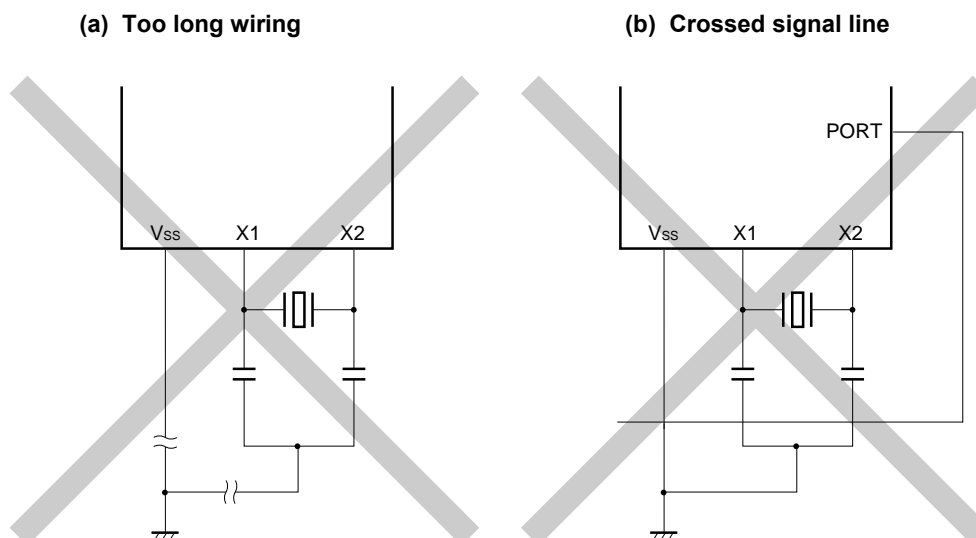 (a) Too long wiring
(b) Crossed signal line
PORT
VSS X1 X2
VSS X1 X2